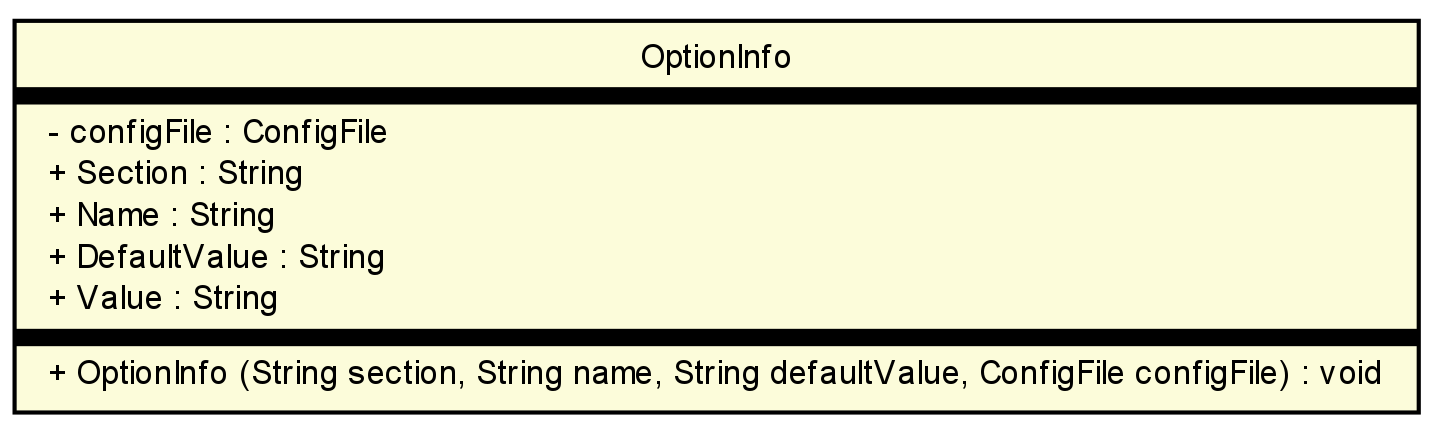 OptionInfo
- configFile : ConfigFile
+ Section : String
+ Name : String
+ DefaultValue : String
+ Value : String
+ OptionInfo (String section, String name, String defaultValue, ConfigFile configFile) : void